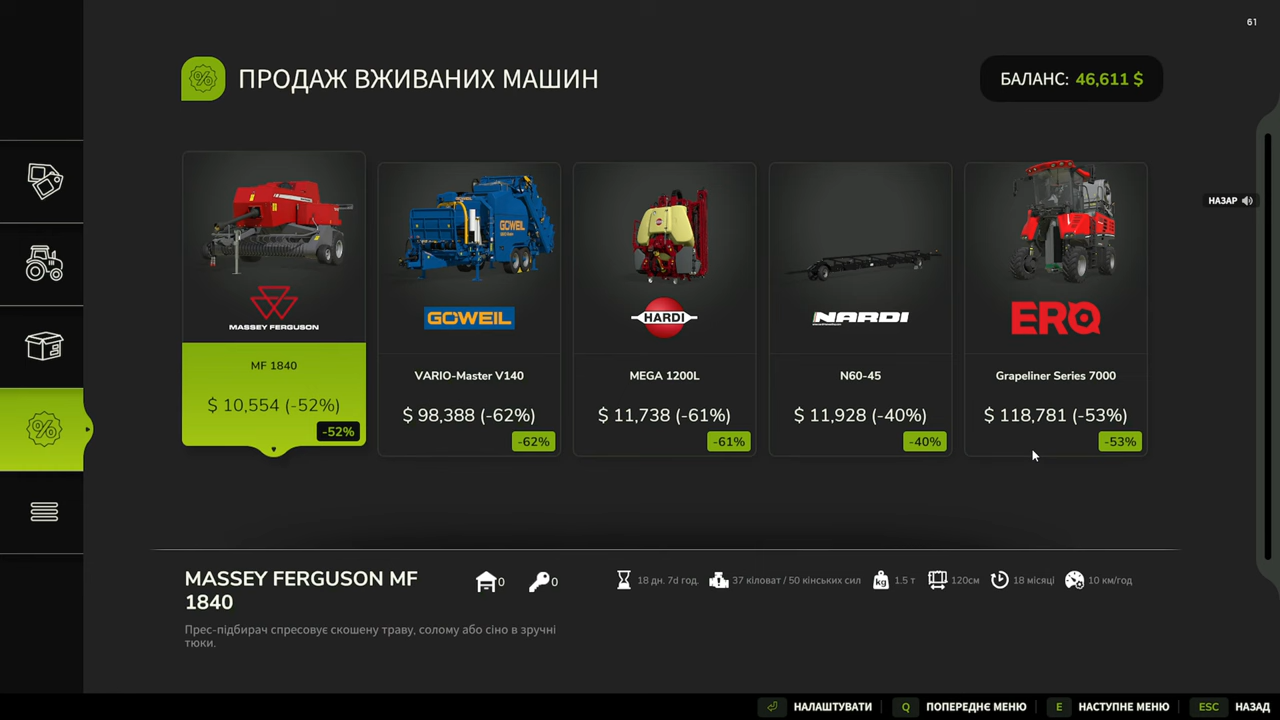 61
ПРОДАЖ ВЖИВАНИХ МАШИН
БАЛАНС: 46,611 $
НАЗАР
MASSEY FERGUSON
GÖWEIL
HARDI
NARDI
ERO
MF 1840
$ 10,554 (-52%)
-52%
VARIO-Master V140
$ 98,388 (-62%)
-62%
MEGA 1200L
$ 11,738 (-61%)
-61%
N60-45
$ 11,928 (-40%)
-40%
Grapeliner Series 7000
$ 118,781 (-53%)
-53%
MASSEY FERGUSON MF
1840
0
0
18 дн. 7d год.
37 кіловат / 50 кінських сил
kg 1.5 т
120см
18 місяці
10 км/год
Прес-підбирач спресовує скошену траву, солому або сіно в зручні
тюки.
НАЛАШТУВАТИ
Q ПОПЕРЕДНЄ МЕНЮ
E НАСТУПНЕ МЕНЮ
ESC НАЗАД